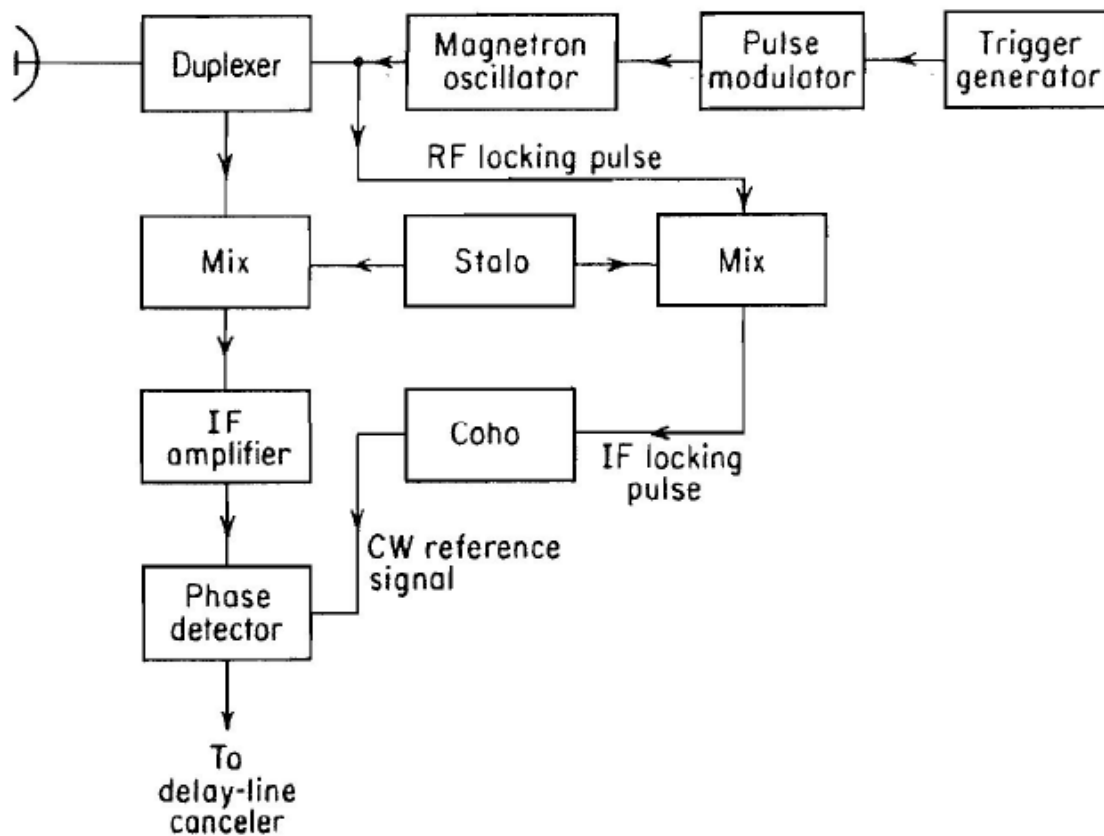 Duplexer
Magnetron
oscillator
Pulse
modulator
Trigger
generator
RF locking pulse
Mix
Stalo
Mix
IF
amplifier
Coho
IF locking
pulse
CW reference
signal
Phase
detector
To
delay-line
canceler